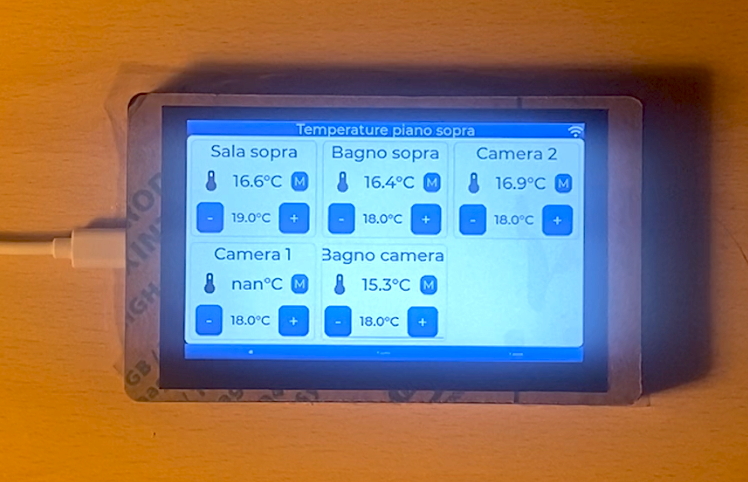 Temperature piano sopra
Sala sopra
16.6°C M
- 19.0°C +
Bagno sopra
16.4°C M
- 18.0°C +
Camera 2
16.9°C M
- 18.0°C +
Camera 1
nan°C M
- 18.0°C +
Bagno camera
15.3°C M
- 18.0°C +